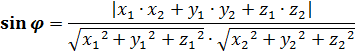 sin φ = |x₁ · x₂ + y₁ · y₂ + z₁ · z₂| / √(x₁² + y₁² + z₁²) · √(x₂² + y₂² + z₂²)